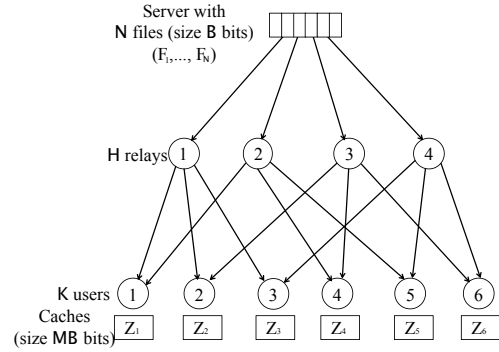 Server with
N files (size B bits)
(F₁,..., F_N)
H relays
1 2 3 4
K users
1 2 3 4 5 6
Caches
(size MB bits)
Z₁ Z₂ Z₃ Z₄ Z₅ Z₆